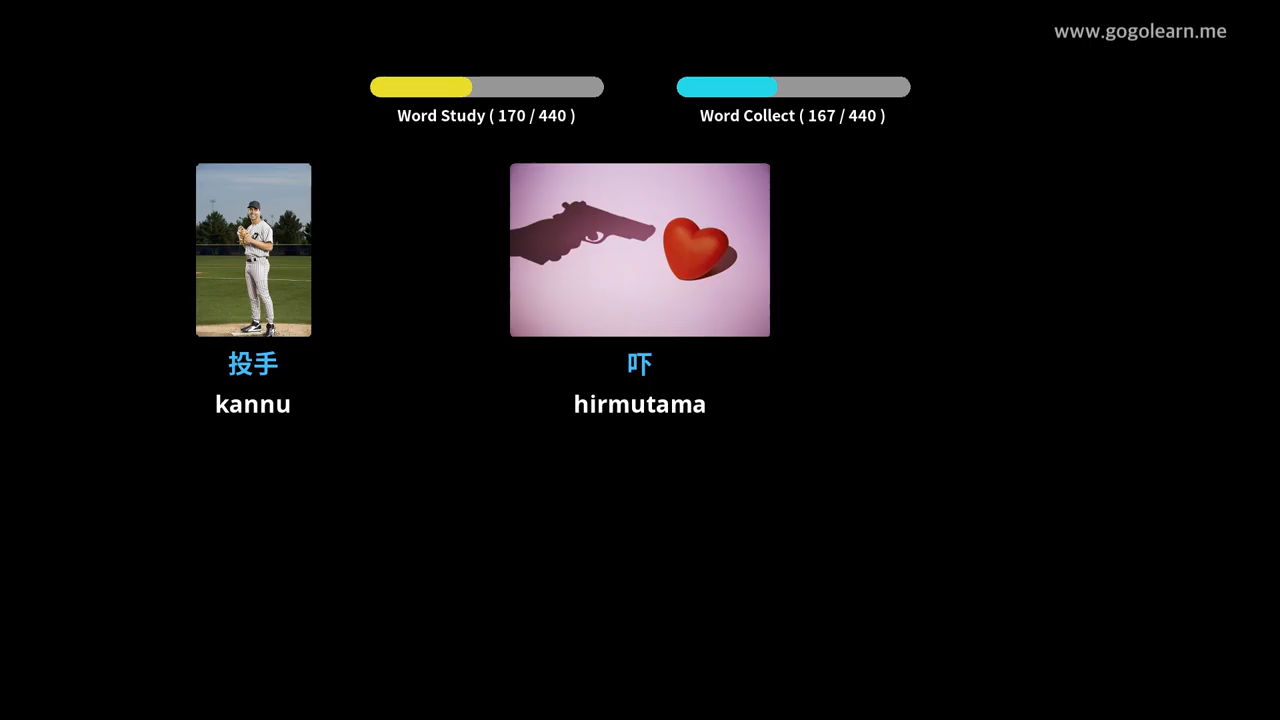 www.gogolearn.me
Word Study ( 170 / 440 )
Word Collect ( 167 / 440 )
投手
kannu
吓
hirmutama